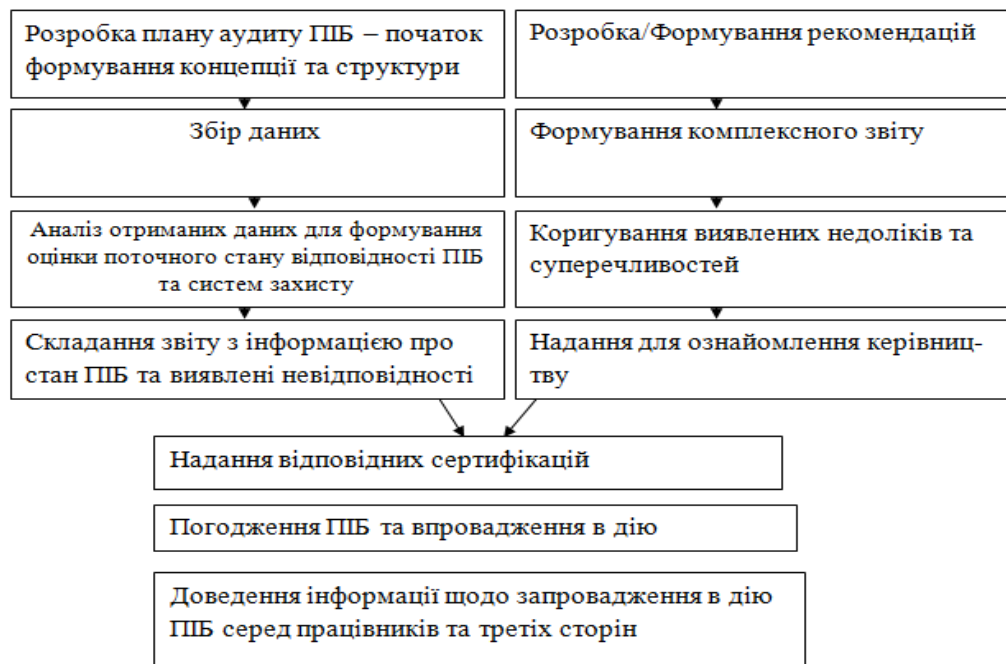 Розробка плану аудиту ПІБ – початок
формування концепції та структури
Збір даних
Аналіз отриманих даних для формування
оцінки поточного стану відповідності ПІБ
та систем захисту
Складання звіту з інформацією про
стан ПІБ та виявлені невідповідності
Розробка/Формування рекомендацій
Формування комплексного звіту
Коригування виявлених недоліків та
суперечливостей
Надання для ознайомлення керівниц-
тву
Надання відповідних сертифікацій
Погодження ПІБ та впровадження в дію
Доведення інформації щодо запровадження в дію
ПІБ серед працівників та третіх сторін